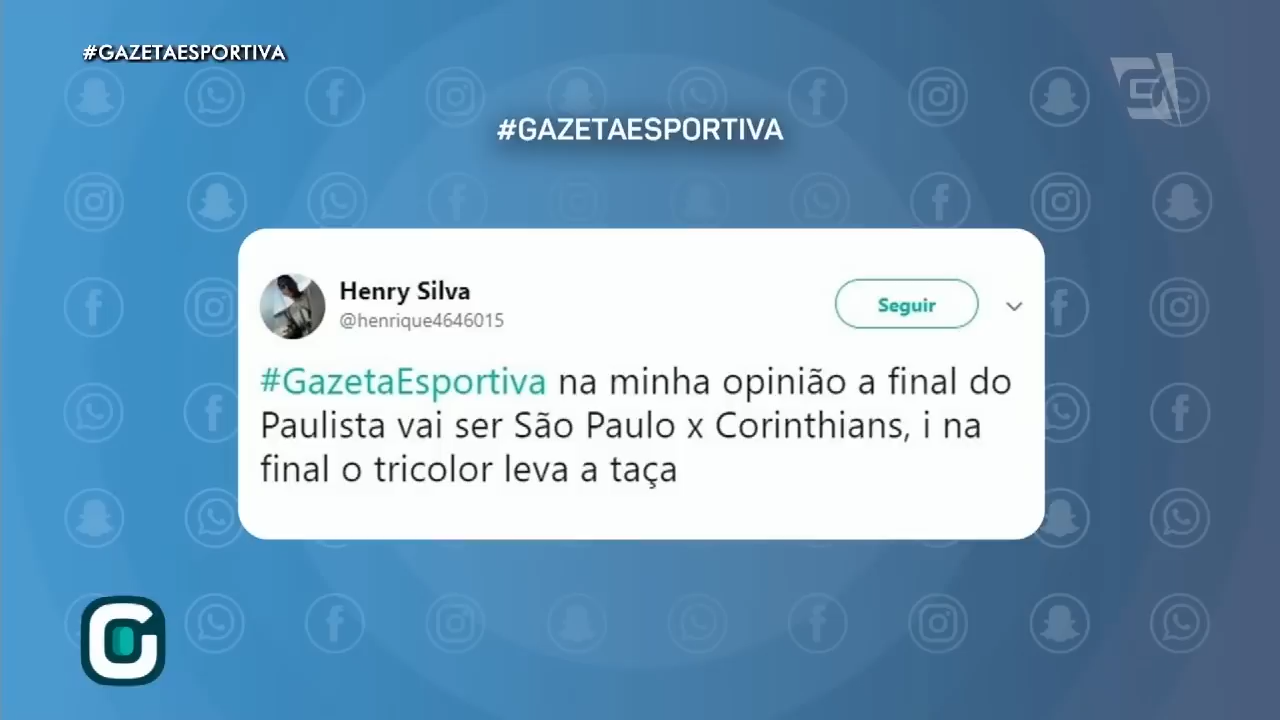 #GAZETAESPORTIVA
#GAZETAESPORTIVA
Henry Silva
@henrique4646015
Seguir
#GazetaEsportiva na minha opinião a final do
Paulista vai ser São Paulo x Corinthians, i na
final o tricolor leva a taça